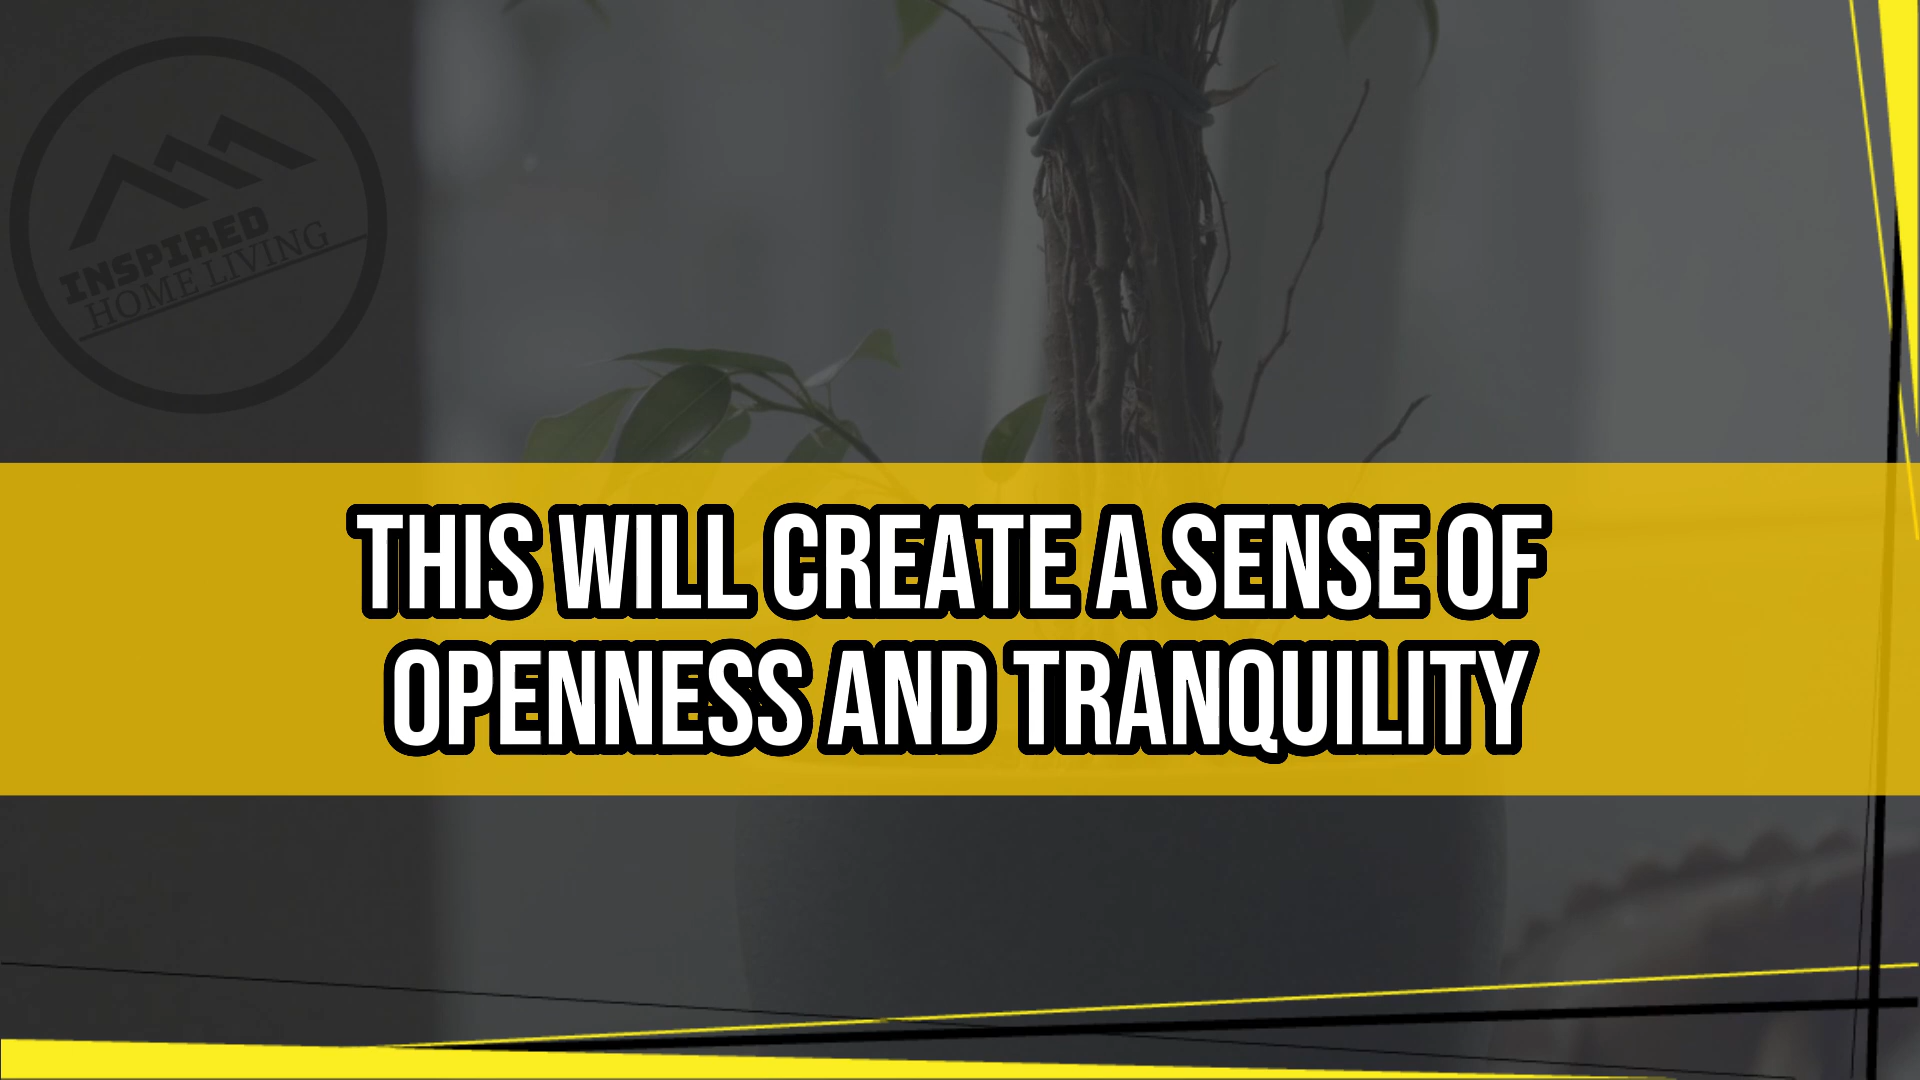 INSPIRED
HOME LIVING
THIS WILL CREATE A SENSE OF
OPENNESS AND TRANQUILITY